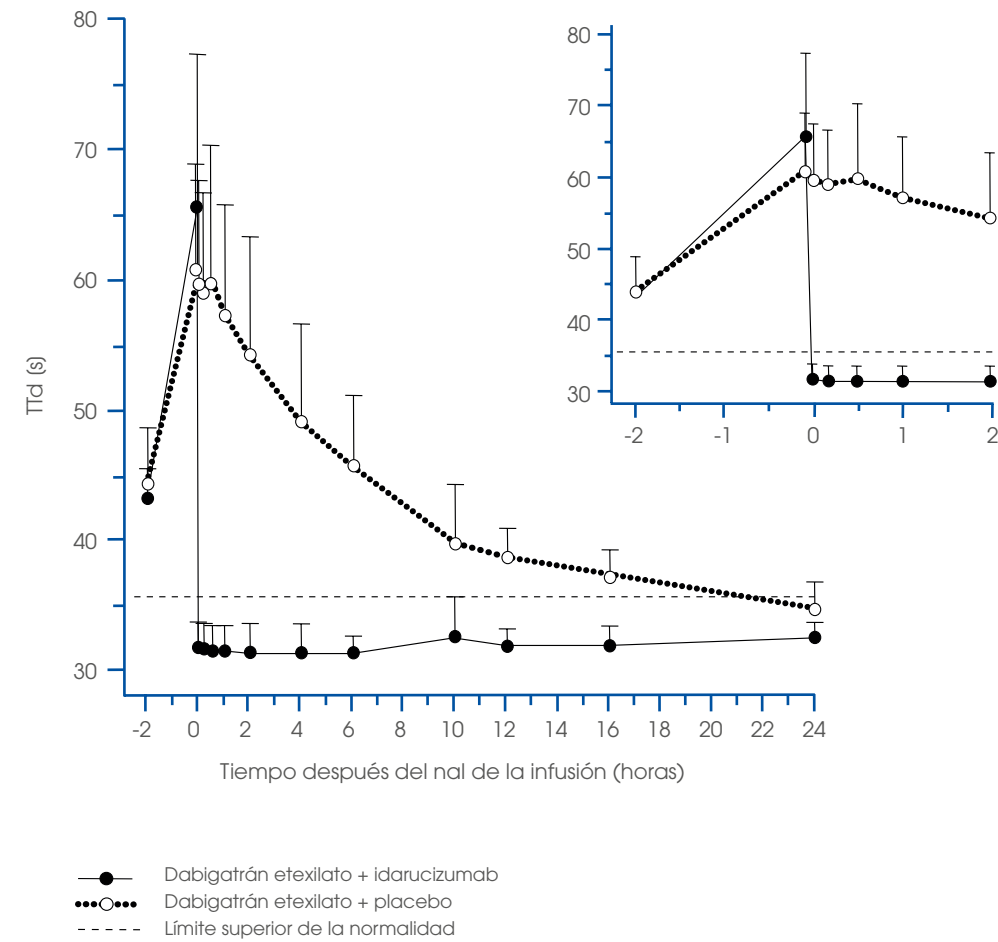 80
70
60
50
40
30
TTd (s)
-2 0 2 4 6 8 10 12 14 16 18 20 22 24
Tiempo después del nal de la infusión (horas)
80
70
60
50
40
30
-2 -1 0 1 2
Dabigatrán etexilato + idarucizumab
Dabigatrán etexilato + placebo
Límite superior de la normalidad